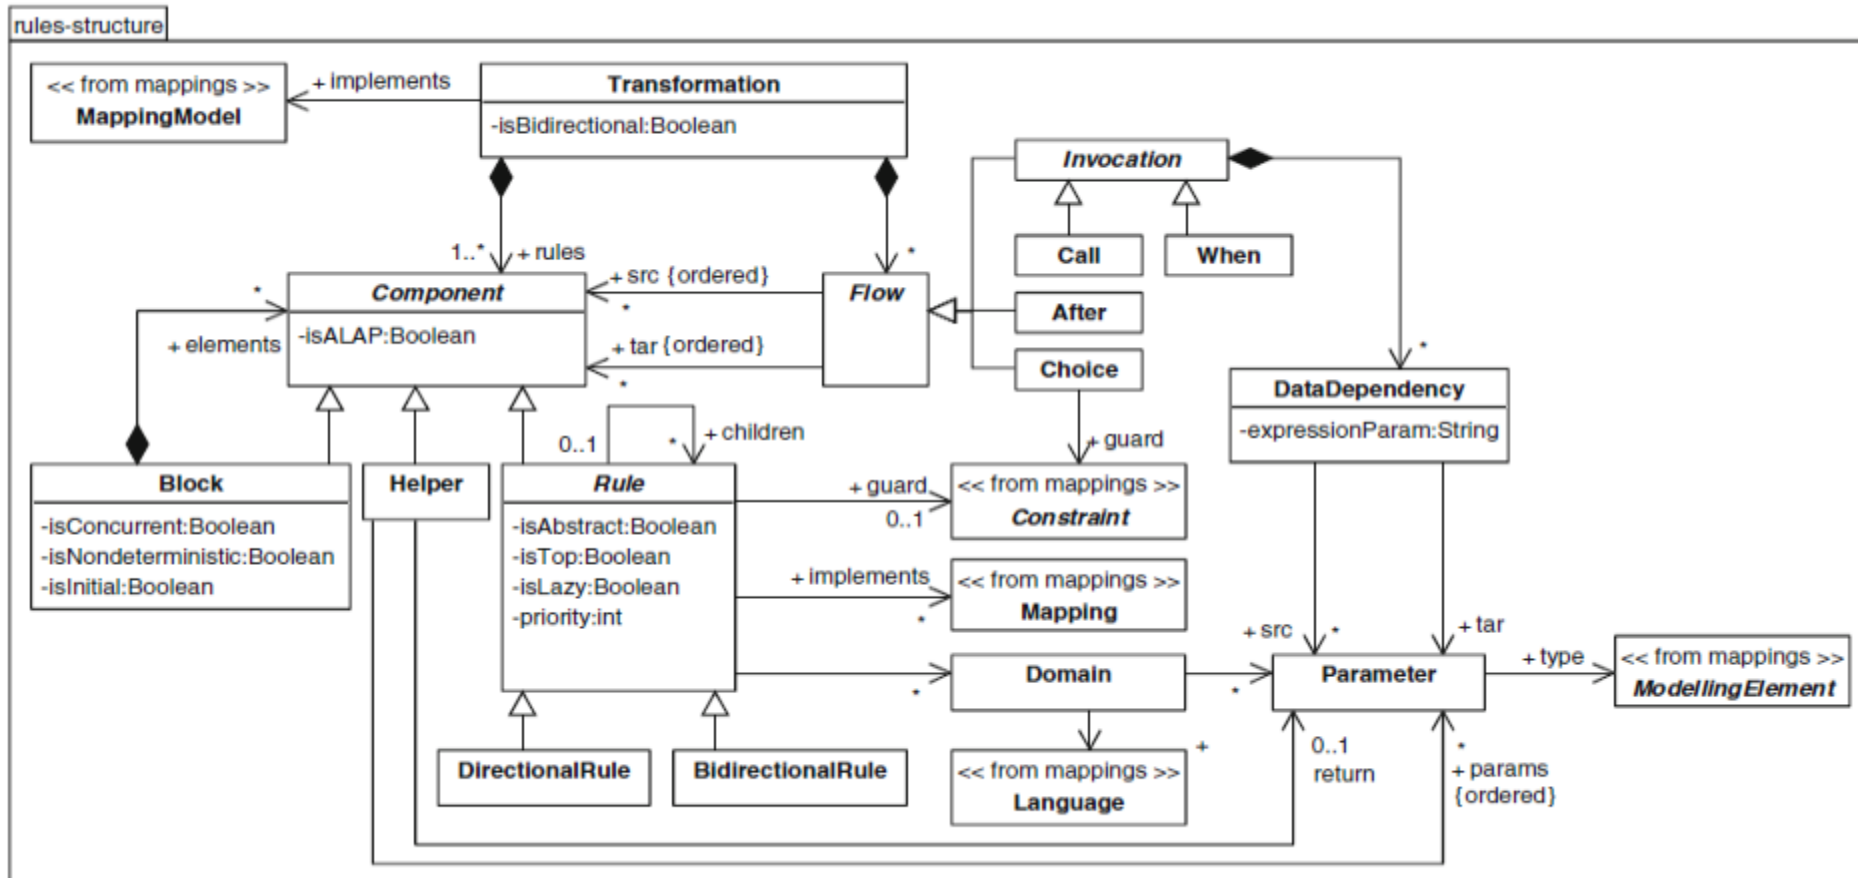 rules-structure
<< from mappings >>
MappingModel
+ implements
Transformation
-isBidirectional:Boolean
Invocation
Call
When
1..*
+ rules
*
*
+ elements
Component
-isALAP:Boolean
+ src {ordered}
*
+ tar {ordered}
*
Flow
After
Choice
*
DataDependency
-expressionParam:String
0..1
*
+ children
+ guard
Block
-isConcurrent:Boolean
-isNondeterministic:Boolean
-isInitial:Boolean
Helper
Rule
-isAbstract:Boolean
-isTop:Boolean
-isLazy:Boolean
-priority:int
+ guard
0..1
<< from mappings >>
Constraint
+ implements
*
<< from mappings >>
Mapping
+ src
*
+ tar
*
Domain
*
Parameter
+ type
<< from mappings >>
ModellingElement
DirectionalRule
BidirectionalRule
+
<< from mappings >>
Language
0..1
return
*
+ params
{ordered}